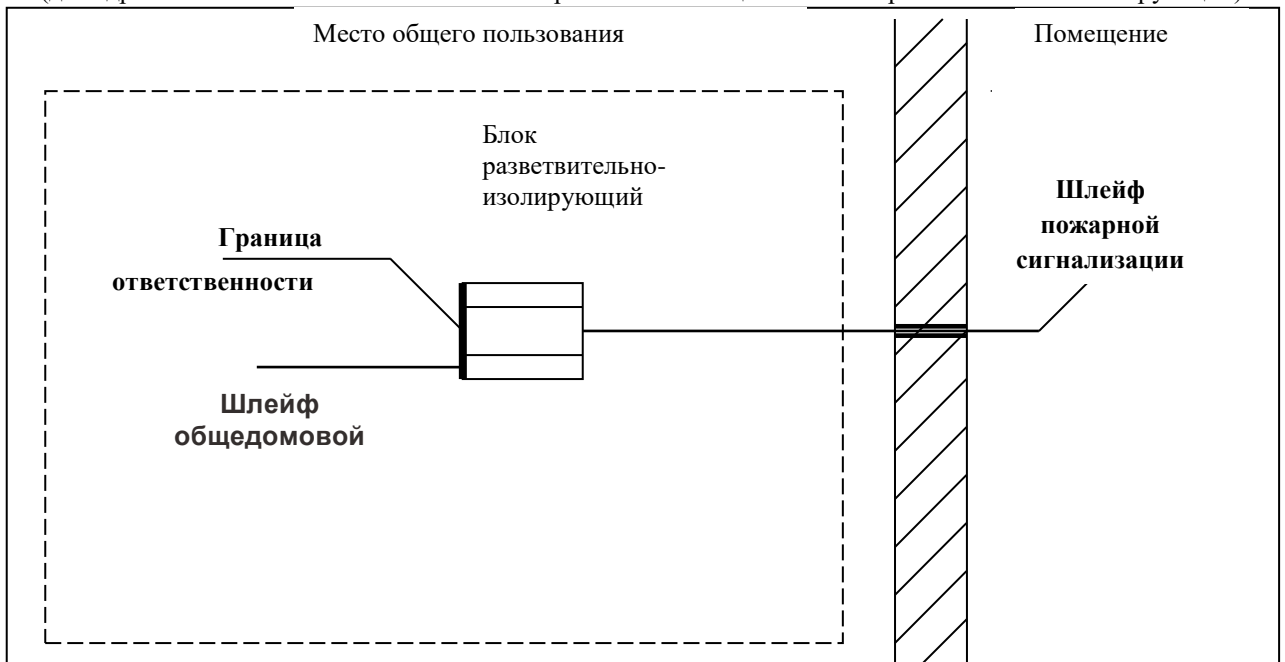 Место общего пользования
Помещение
Блок
разветвительно-
изолирующий
Шлейф
пожарной
сигнализации
Граница
ответственности
Шлейф
общедомовой